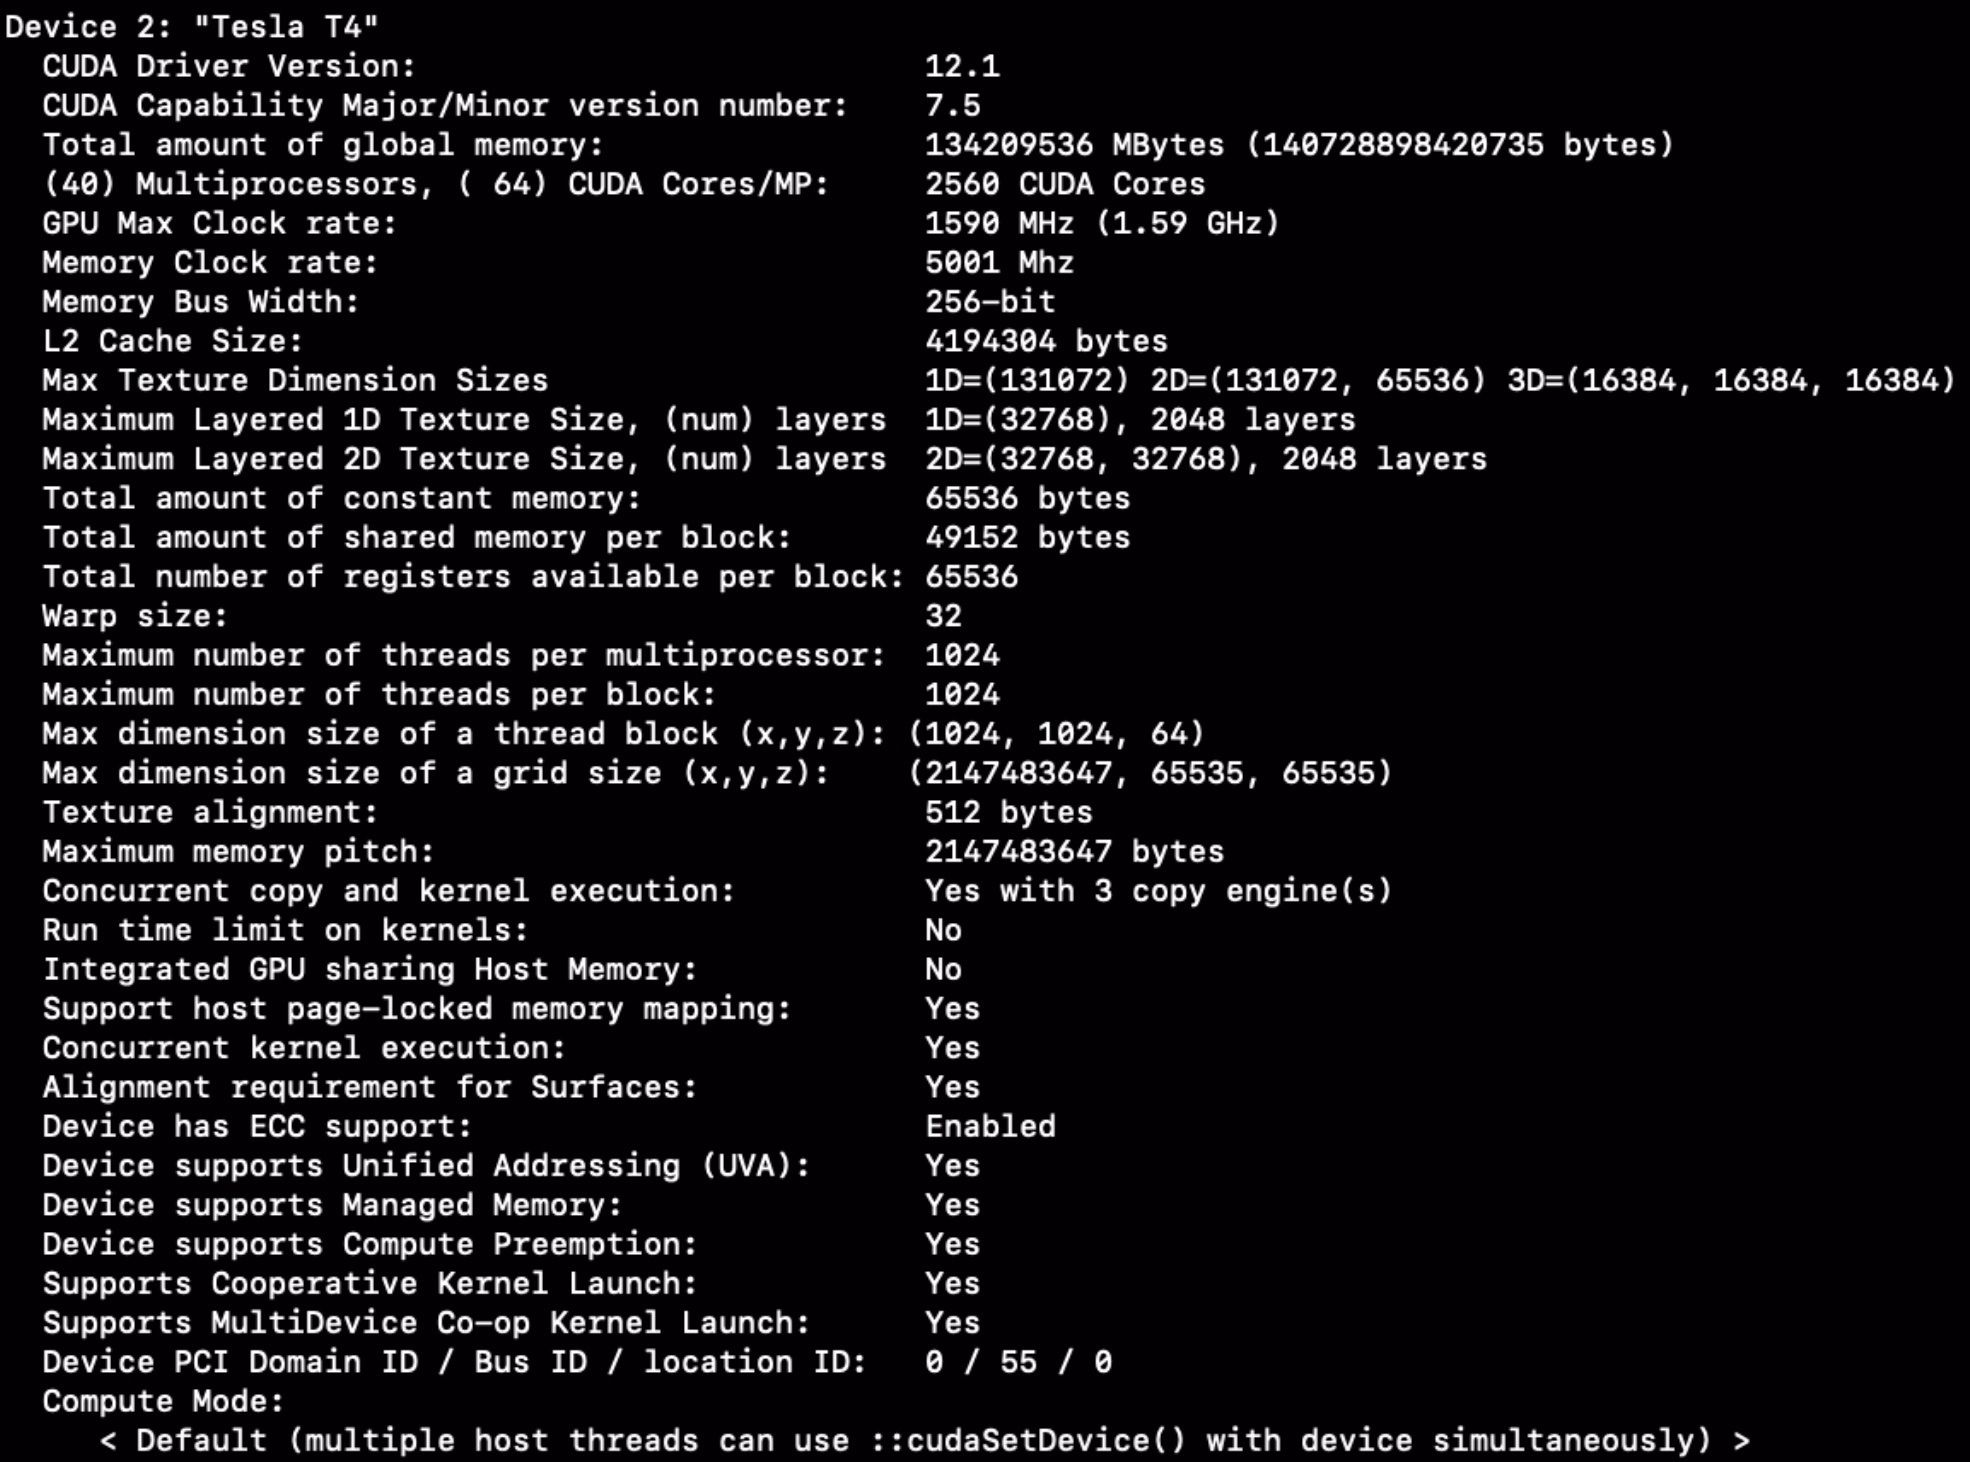 Device 2: "Tesla T4"
  CUDA Driver Version:                           12.1
  CUDA Capability Major/Minor version number:    7.5
  Total amount of global memory:                 134209536 MBytes (140728898420735 bytes)
  (40) Multiprocessors, ( 64) CUDA Cores/MP:     2560 CUDA Cores
  GPU Max Clock rate:                            1590 MHz (1.59 GHz)
  Memory Clock rate:                             5001 Mhz
  Memory Bus Width:                              256-bit
  L2 Cache Size:                                 4194304 bytes
  Max Texture Dimension Sizes                    1D=(131072) 2D=(131072, 65536) 3D=(16384, 16384, 16384)
  Maximum Layered 1D Texture Size, (num) layers  1D=(32768), 2048 layers
  Maximum Layered 2D Texture Size, (num) layers  2D=(32768, 32768), 2048 layers
  Total amount of constant memory:               65536 bytes
  Total amount of shared memory per block:       49152 bytes
  Total number of registers available per block: 65536
  Warp size:                                     32
  Maximum number of threads per multiprocessor:  1024
  Maximum number of threads per block:           1024
  Max dimension size of a thread block (x,y,z): (1024, 1024, 64)
  Max dimension size of a grid size (x,y,z):    (2147483647, 65535, 65535)
  Texture alignment:                             512 bytes
  Maximum memory pitch:                          2147483647 bytes
  Concurrent copy and kernel execution:          Yes with 3 copy engine(s)
  Run time limit on kernels:                     No
  Integrated GPU sharing Host Memory:            No
  Support host page-locked memory mapping:       Yes
  Concurrent kernel execution:                   Yes
  Alignment requirement for Surfaces:            Yes
  Device has ECC support:                        Enabled
  Device supports Unified Addressing (UVA):      Yes
  Device supports Managed Memory:                Yes
  Device supports Compute Preemption:            Yes
  Supports Cooperative Kernel Launch:            Yes
  Supports MultiDevice Co-op Kernel Launch:      Yes
  Device PCI Domain ID / Bus ID / location ID:   0 / 55 / 0
  Compute Mode:
     < Default (multiple host threads can use ::cudaSetDevice() with device simultaneously) >